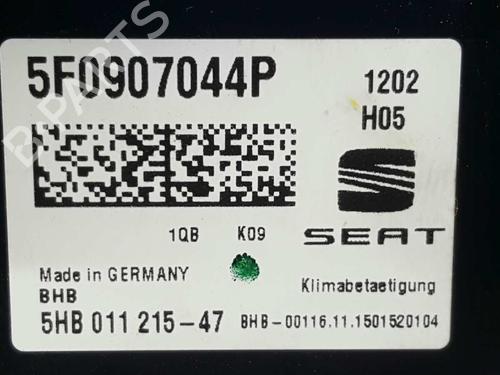 5F0907044P
1202
H05
1QB K09
SEAT
Made in GERMANY
BHB
Klimabetaetigung
5HB 011 215-47
BHB-00116.11.1501520104
B-PARTS